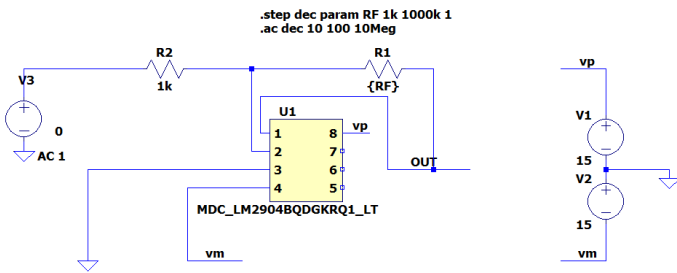 .step dec param RF 1k 1000k 1
.ac dec 10 100 10Meg
R2
R1
vp
V3
1k
{RF}
U1
V1
0
1
8
vp
2
7
AC 1
3
6
OUT
15
4
5
V2
MDC_LM2904BQDGKRQ1_LT
15
vm
vm